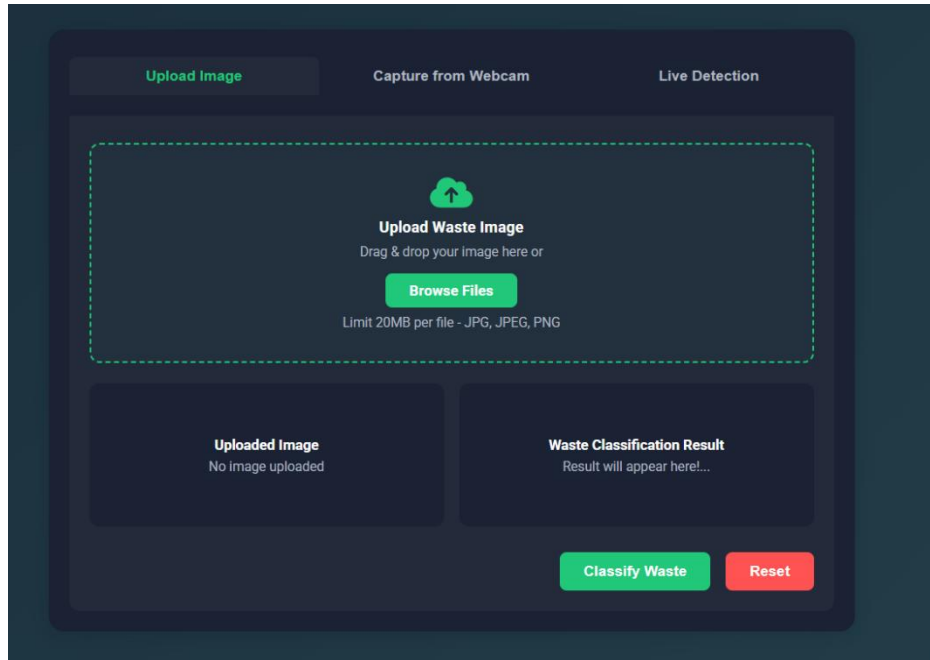 Upload Image
Capture from Webcam
Live Detection
Upload Waste Image
Drag & drop your image here or
Browse Files
Limit 20MB per file - JPG, JPEG, PNG
Uploaded Image
No image uploaded
Waste Classification Result
Result will appear here!...
Classify Waste
Reset